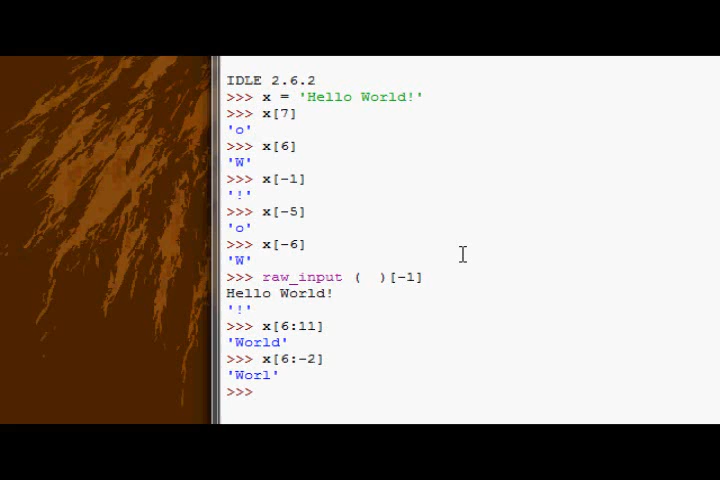 IDLE 2.6.2
>>> x = 'Hello World!'
>>> x[7]
'o'
>>> x[6]
'W'
>>> x[-1]
'!'
>>> x[-5]
'o'
>>> x[-6]
'W'
>>> raw_input (  )[-1]
Hello World!
'!'
>>> x[6:11]
'World'
>>> x[6:-2]
'Worl'
>>>